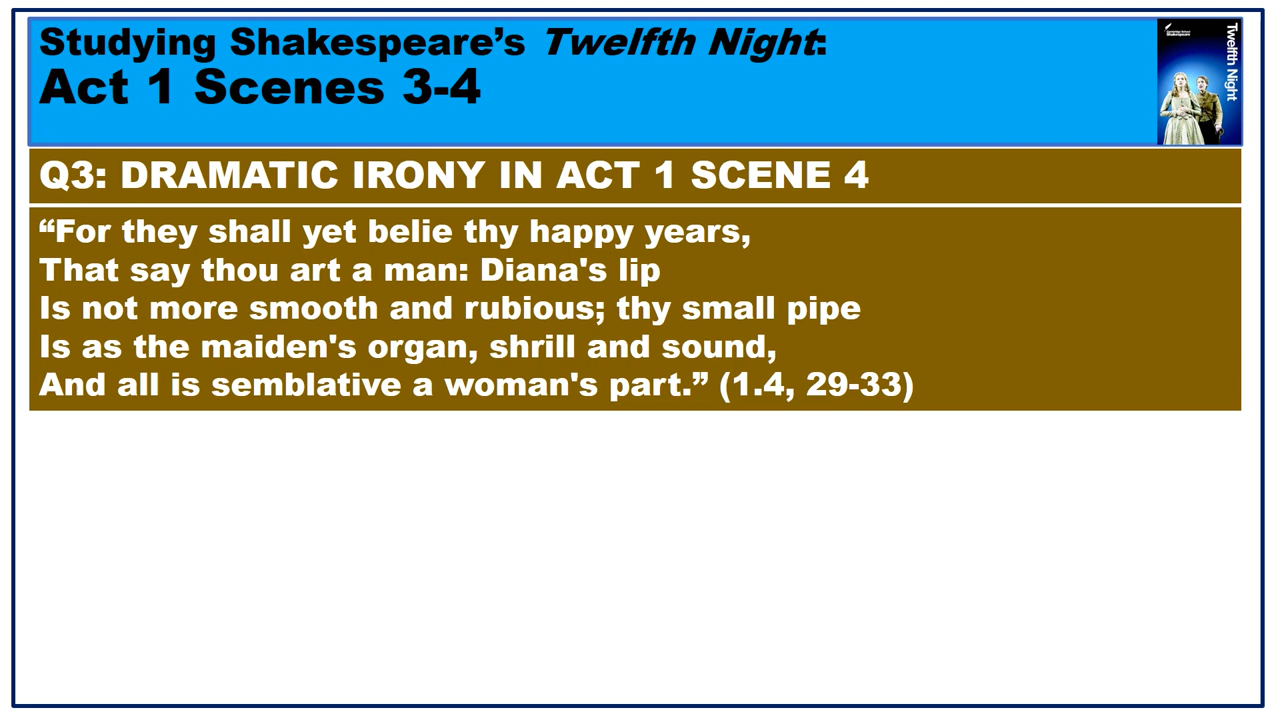 Studying Shakespeare’s Twelfth Night:
Act 1 Scenes 3-4
Twelfth Night
Q3: DRAMATIC IRONY IN ACT 1 SCENE 4
“For they shall yet belie thy happy years,
That say thou art a man: Diana's lip
Is not more smooth and rubious; thy small pipe
Is as the maiden's organ, shrill and sound,
And all is semblative a woman's part.” (1.4, 29-33)